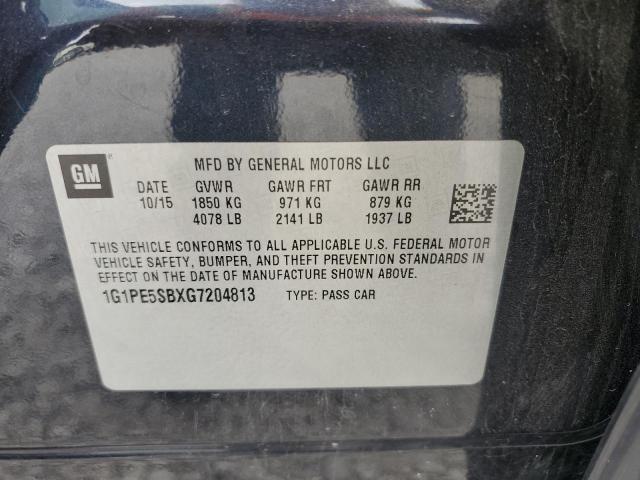 GM ®
MFD BY GENERAL MOTORS LLC
DATE GVWR GAWR FRT GAWR RR
10/15 1850 KG 971 KG 879 KG
4078 LB 2141 LB 1937 LB
THIS VEHICLE CONFORMS TO ALL APPLICABLE U.S. FEDERAL MOTOR
VEHICLE SAFETY, BUMPER, AND THEFT PREVENTION STANDARDS IN
EFFECT ON THE DATE OF MANUFACTURE SHOWN ABOVE.
1G1PE5SBXG7204813 TYPE: PASS CAR